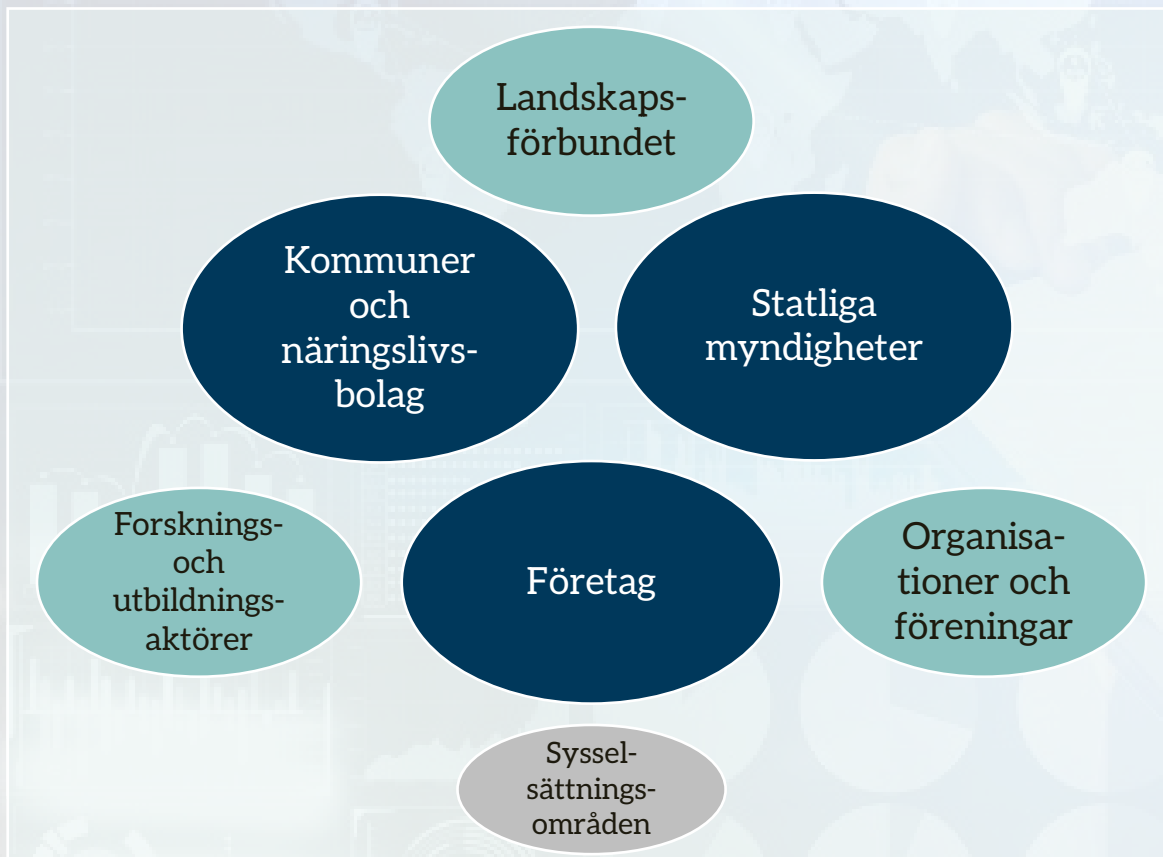 Landskaps-
förbundet
Kommuner
och
näringslivs-
bolag
Statliga
myndigheter
Forsknings-
och
utbildnings-
aktörer
Företag
Organisa-
tioner och
föreningar
Syssel-
sättnings-
områden